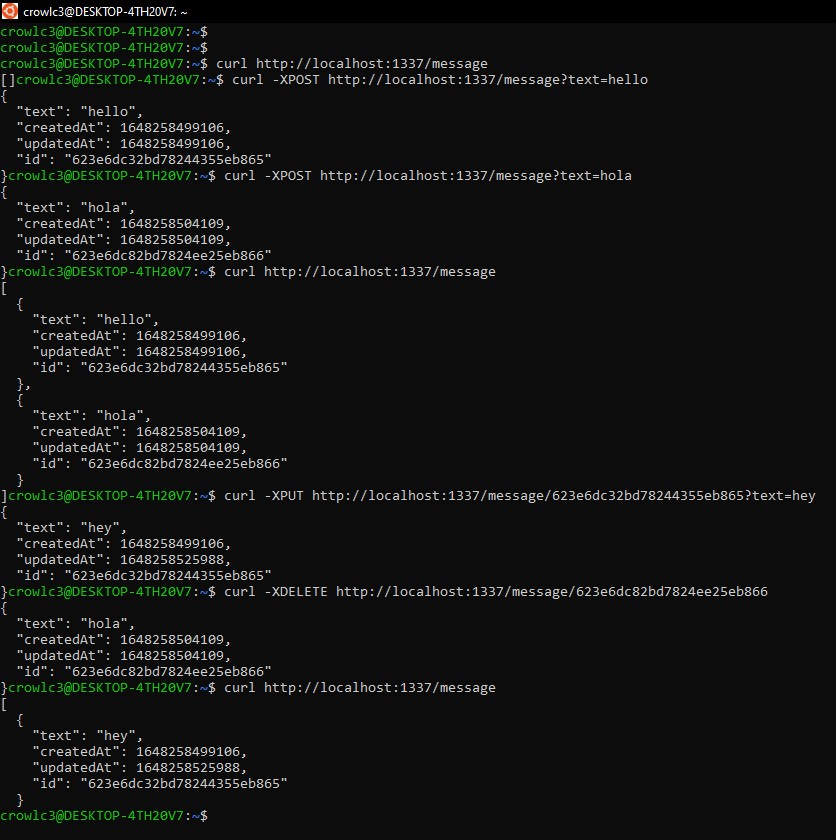 crowlc3@DESKTOP-4TH20V7: ~
crowlc3@DESKTOP-4TH20V7:~$
crowlc3@DESKTOP-4TH20V7:~$
crowlc3@DESKTOP-4TH20V7:~$ curl http://localhost:1337/message
[]crowlc3@DESKTOP-4TH20V7:~$ curl -XPOST http://localhost:1337/message?text=hello
{
  "text": "hello",
  "createdAt": 1648258499106,
  "updatedAt": 1648258499106,
  "id": "623e6dc32bd78244355eb865"
}crowlc3@DESKTOP-4TH20V7:~$ curl -XPOST http://localhost:1337/message?text=hola
{
  "text": "hola",
  "createdAt": 1648258504109,
  "updatedAt": 1648258504109,
  "id": "623e6dc82bd7824ee25eb866"
}crowlc3@DESKTOP-4TH20V7:~$ curl http://localhost:1337/message
[
  {
    "text": "hello",
    "createdAt": 1648258499106,
    "updatedAt": 1648258499106,
    "id": "623e6dc32bd78244355eb865"
  },
  {
    "text": "hola",
    "createdAt": 1648258504109,
    "updatedAt": 1648258504109,
    "id": "623e6dc82bd7824ee25eb866"
  }
]crowlc3@DESKTOP-4TH20V7:~$ curl -XPUT http://localhost:1337/message/623e6dc32bd78244355eb865?text=hey
{
  "text": "hey",
  "createdAt": 1648258499106,
  "updatedAt": 1648258525988,
  "id": "623e6dc32bd78244355eb865"
}crowlc3@DESKTOP-4TH20V7:~$ curl -XDELETE http://localhost:1337/message/623e6dc82bd7824ee25eb866
{
  "text": "hola",
  "createdAt": 1648258504109,
  "updatedAt": 1648258504109,
  "id": "623e6dc82bd7824ee25eb866"
}crowlc3@DESKTOP-4TH20V7:~$ curl http://localhost:1337/message
[
  {
    "text": "hey",
    "createdAt": 1648258499106,
    "updatedAt": 1648258525988,
    "id": "623e6dc32bd78244355eb865"
  }
crowlc3@DESKTOP-4TH20V7:~$